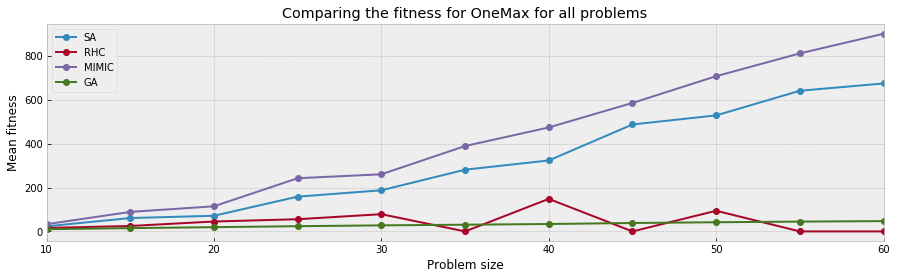 Comparing the fitness for OneMax for all problems
SA
RHC
MIMIC
GA
Mean fitness
800
600
400
200
0
10 20 30 40 50 60
Problem size